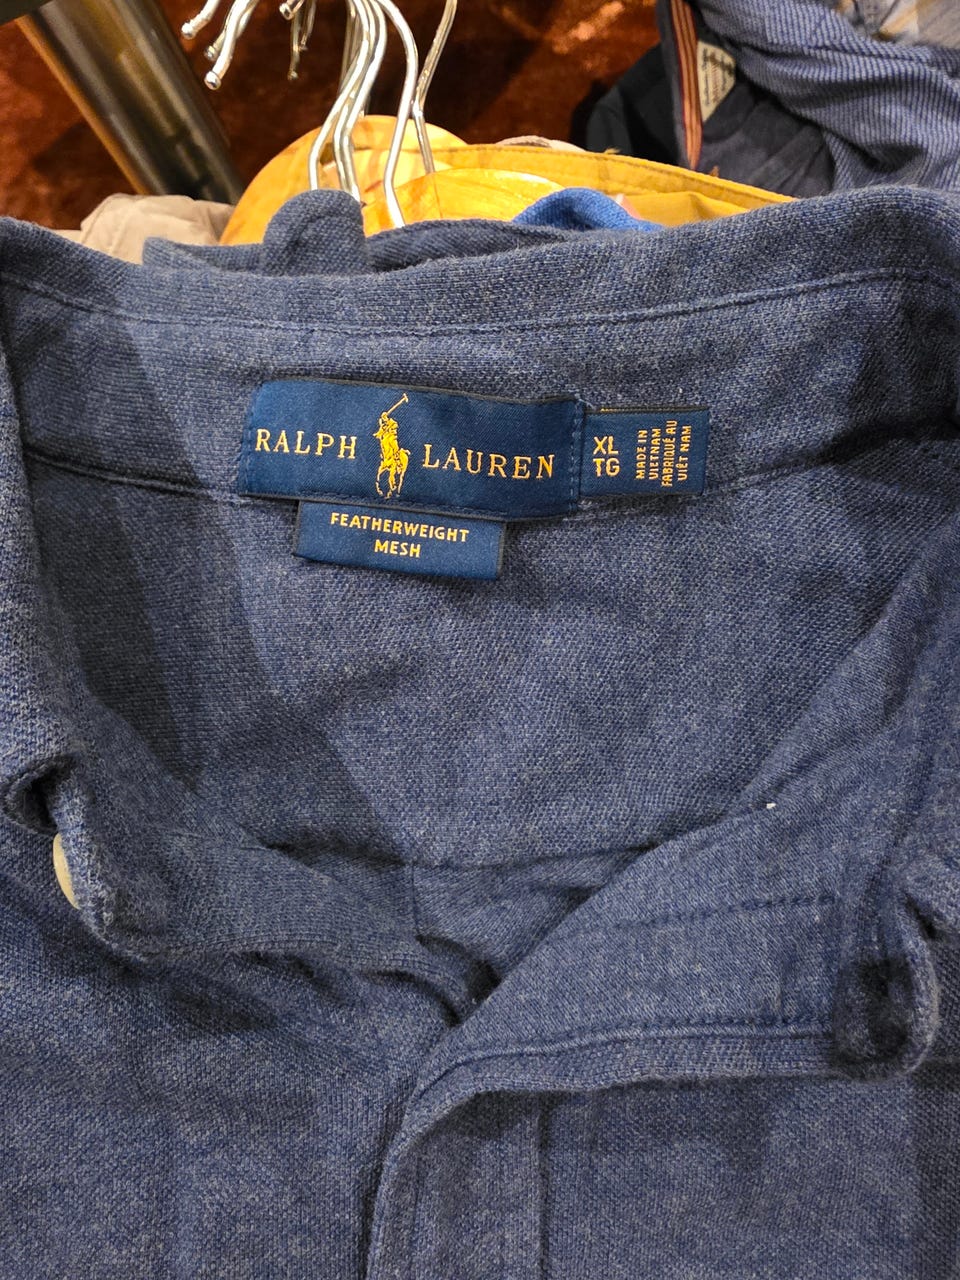 RALPH LAUREN
FEATHERWEIGHT
MESH
XL
TG
MADE IN
VIETNAM
FABRIQUÉ AU
VIÊT NAM